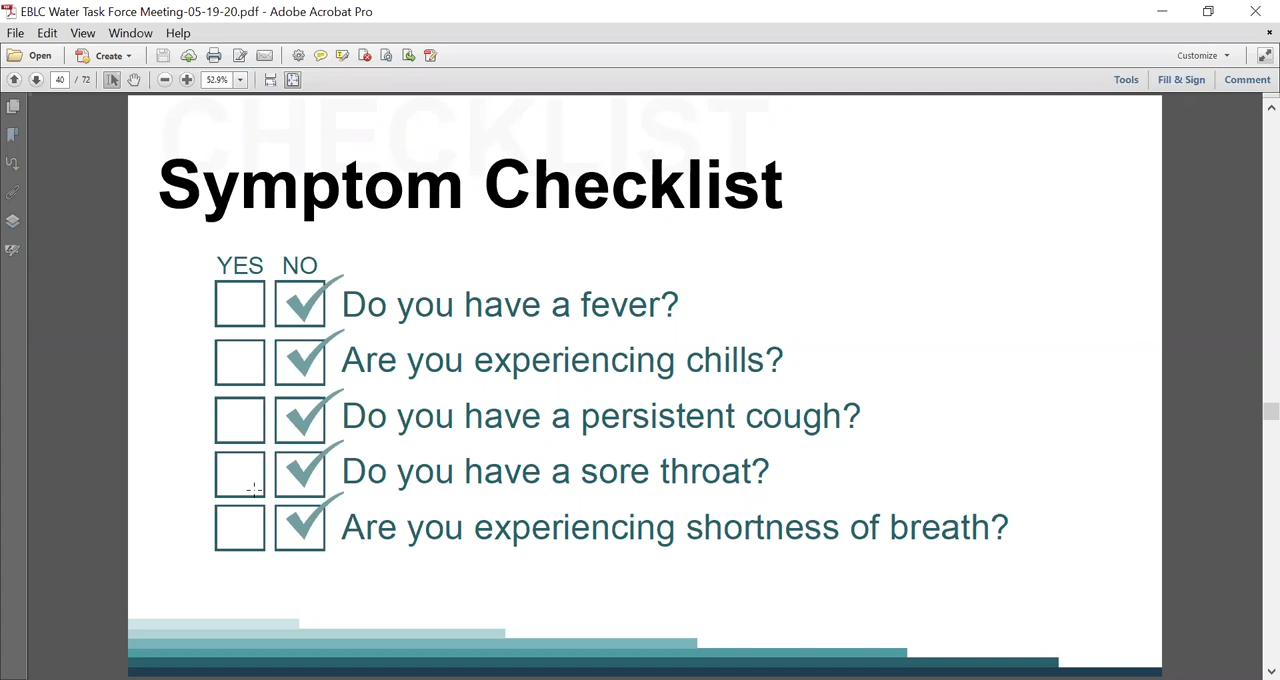 EBLC Water Task Force Meeting-05-19-20.pdf - Adobe Acrobat Pro
File Edit View Window Help
Open Create Customize
40 / 72 52.9% Tools Fill & Sign Comment
CHECKLIST
Symptom Checklist
YES NO
Do you have a fever?
Are you experiencing chills?
Do you have a persistent cough?
Do you have a sore throat?
Are you experiencing shortness of breath?